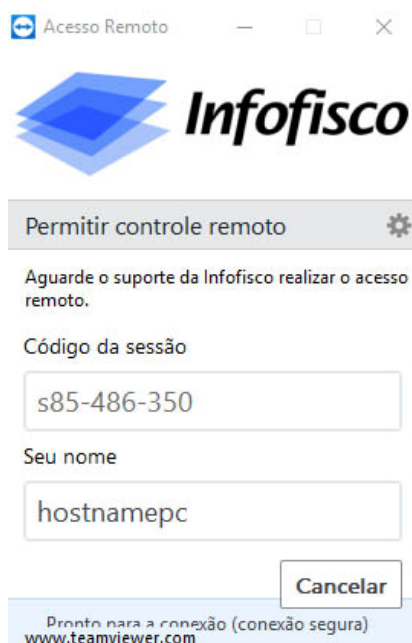 Acesso Remoto
Infofisco
Permitir controle remoto
Aguarde o suporte da Infofisco realizar o acesso
remoto.
Código da sessão
s85-486-350
Seu nome
hostnamepc
Cancelar
Pronto para a conexão (conexão segura)
www.teamviewer.com